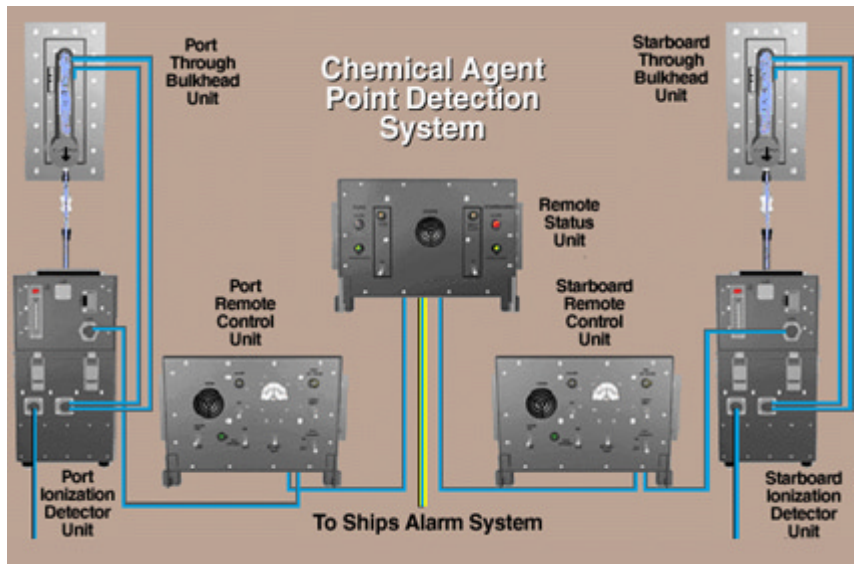 Port
Through
Bulkhead
Unit
Chemical Agent
Point Detection
System
Starboard
Through
Bulkhead
Unit
Remote
Status
Unit
Port
Remote
Control
Unit
Starboard
Remote
Control
Unit
Port
Ionization
Detector
Unit
To Ships Alarm System
Starboard
Ionization
Detector
Unit